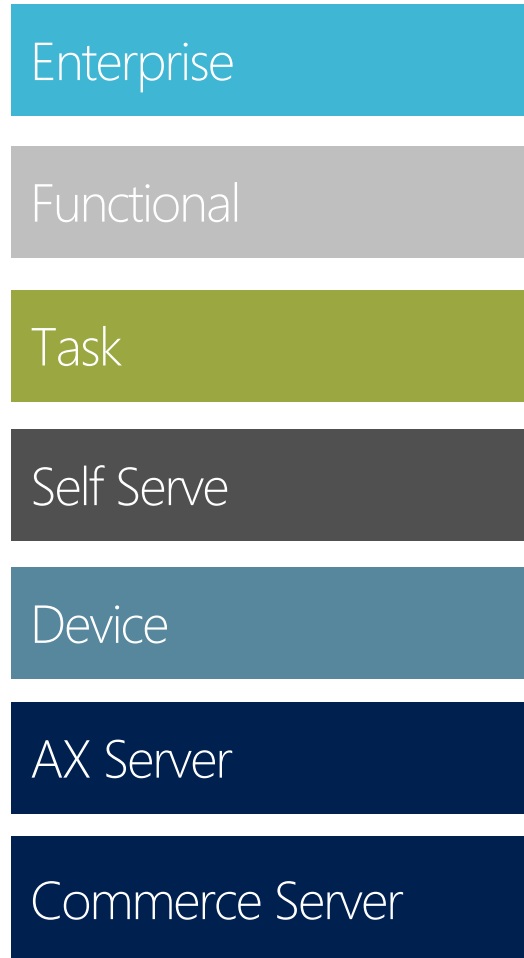 Enterprise
Functional
Task
Self Serve
Device
AX Server
Commerce Server